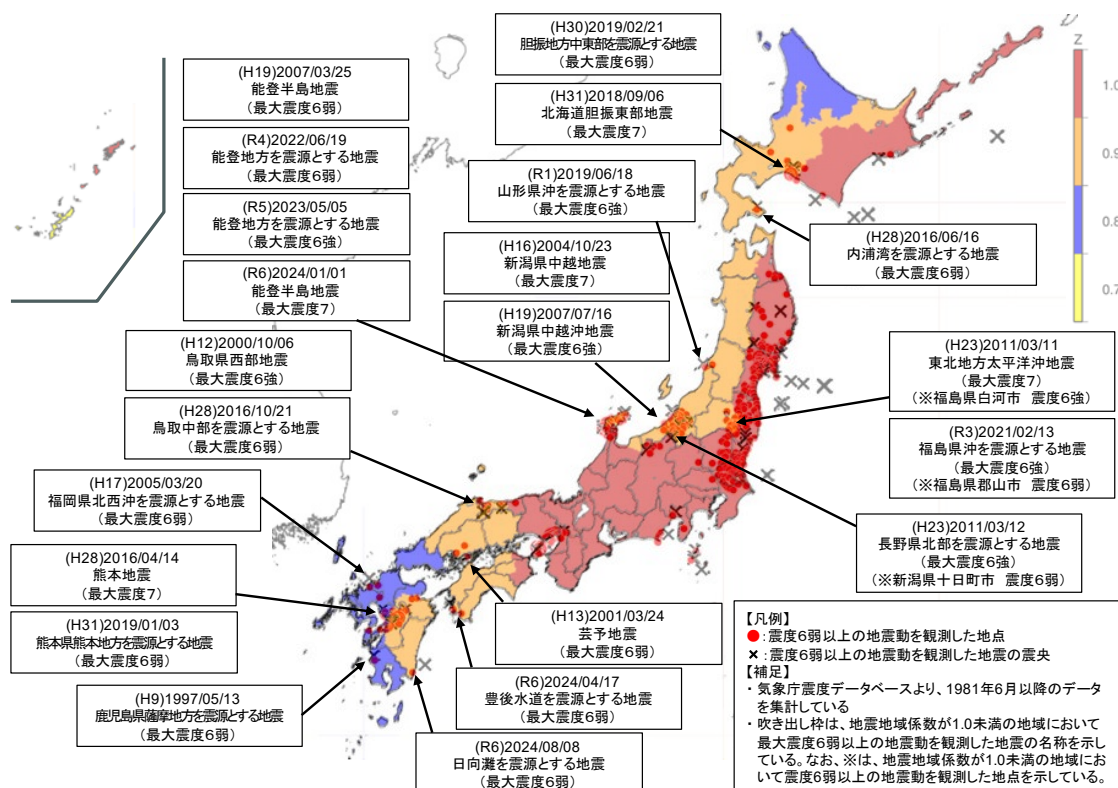 (H30)2019/02/21
胆振地方中東部を震源とする地震
(最大震度6弱)
(H31)2018/09/06
北海道胆振東部地震
(最大震度7)
(H19)2007/03/25
能登半島地震
(最大震度6弱)
(R4)2022/06/19
能登地方を震源とする地震
(最大震度6弱)
(R5)2023/05/05
能登地方を震源とする地震
(最大震度6強)
(R6)2024/01/01
能登半島地震
(最大震度7)
(R1)2019/06/18
山形県沖を震源とする地震
(最大震度6強)
(H16)2004/10/23
新潟県中越地震
(最大震度7)
(H19)2007/07/16
新潟県中越沖地震
(最大震度6強)
(H28)2016/06/16
内浦湾を震源とする地震
(最大震度6弱)
(H12)2000/10/06
鳥取県西部地震
(最大震度6強)
(H28)2016/10/21
鳥取中部を震源とする地震
(最大震度6弱)
(H17)2005/03/20
福岡県北西沖を震源とする地震
(最大震度6弱)
(H28)2016/04/14
熊本地震
(最大震度7)
(H31)2019/01/03
熊本県熊本地方を震源とする地震
(最大震度6弱)
(H9)1997/05/13
鹿児島県薩摩地方を震源とする地震
(最大震度6弱)
(H23)2011/03/11
東北地方太平洋沖地震
(最大震度7)
(※福島県白河市 震度6強)
(R3)2021/02/13
福島県沖を震源とする地震
(最大震度6強)
(※福島県郡山市 震度6弱)
(H23)2011/03/12
長野県北部を震源とする地震
(最大震度6強)
(※新潟県十日町市 震度6弱)
(H13)2001/03/24
芸予地震
(最大震度6弱)
(R6)2024/04/17
豊後水道を震源とする地震
(最大震度6弱)
(R6)2024/08/08
日向灘を震源とする地震
(最大震度6弱)
Z
1.0
0.9
0.8
0.7
【凡例】
●:震度6弱以上の地震動を観測した地点
×:震度6弱以上の地震動を観測した地震の震央
【補足】
・気象庁震度データベースより、1981年6月以降のデータ
を集計している
・吹き出し枠は、地震地域係数が1.0未満の地域において
最大震度6弱以上の地震動を観測した地震の名称を示し
ている。なお、※は、地震地域係数が1.0未満の地域にお
いて震度6弱以上の地震動を観測した地点を示している。